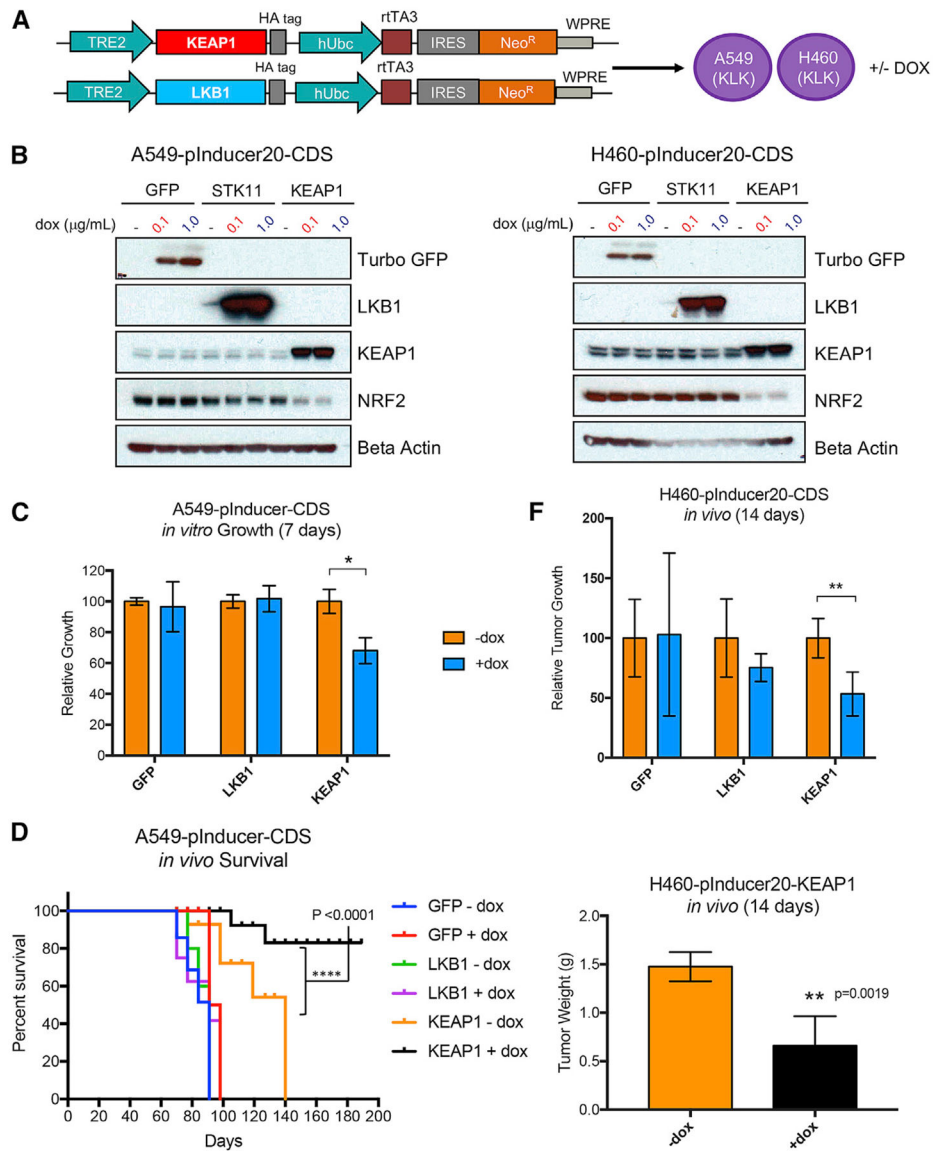 A
HA tag
rtTA3
WPRE
TRE2
KEAP1
hUbc
IRES
NeoR
HA tag
rtTA3
WPRE
TRE2
LKB1
hUbc
IRES
NeoR
A549
(KLK)
H460
(KLK)
+/- DOX
B
A549-pInducer20-CDS
GFP STK11 KEAP1
dox (µg/mL) - 0.1 1.0 - 0.1 1.0 - 0.1 1.0
Turbo GFP
LKB1
KEAP1
NRF2
Beta Actin
H460-pInducer20-CDS
GFP STK11 KEAP1
dox (µg/mL) - 0.1 1.0 - 0.1 1.0 - 0.1 1.0
Turbo GFP
LKB1
KEAP1
NRF2
Beta Actin
C
A549-pInducer-CDS
in vitro Growth (7 days)
Relative Growth
120
100
80
60
40
20
0
*
GFP
LKB1
KEAP1
-dox
+dox
F
H460-pInducer20-CDS
in vivo (14 days)
Relative Tumor Growth
200
150
100
50
0
**
GFP
LKB1
KEAP1
D
A549-pInducer-CDS
in vivo Survival
Percent survival
100
80
60
40
20
0
P <0.0001
****
0 20 40 60 80 100 120 140 160 180 200
Days
GFP - dox
GFP + dox
LKB1 - dox
LKB1 + dox
KEAP1 - dox
KEAP1 + dox
H460-pInducer20-KEAP1
in vivo (14 days)
Tumor Weight (g)
2.0
1.5
1.0
0.5
0.0
** p=0.0019
-dox
+dox